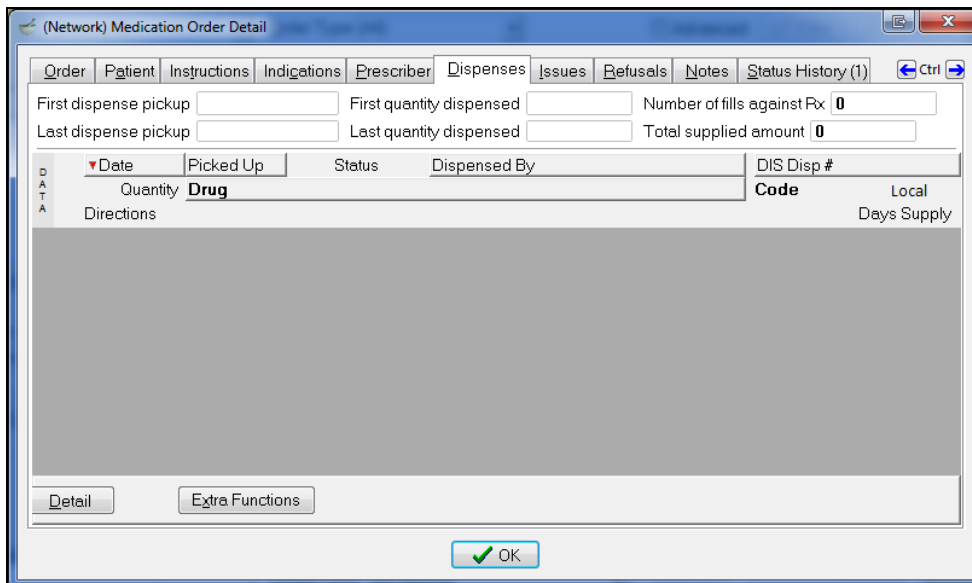 (Network) Medication Order Detail
Order Patient Instructions Indications Prescriber Dispenses Issues Refusals Notes Status History (1) Ctrl
First dispense pickup First quantity dispensed Number of fills against Rx 0
Last dispense pickup Last quantity dispensed Total supplied amount 0
DATA
Date Picked Up Status Dispensed By DIS Disp #
Quantity Drug Code Local
Directions Days Supply
Detail Extra Functions
OK